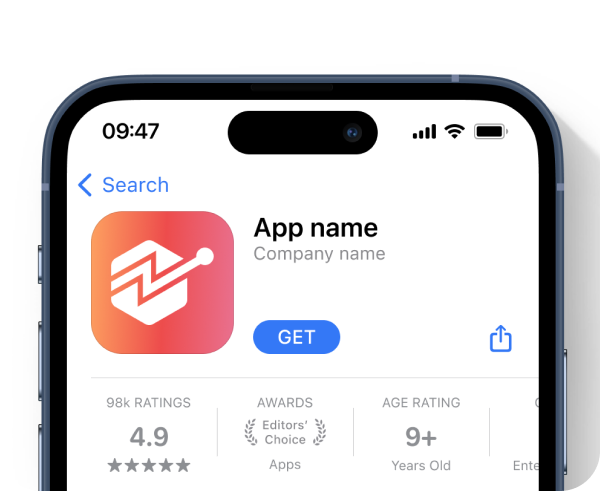 09:47
Search
App name
Company name
GET
98k RATINGS
4.9
AWARDS
Editors'
Choice
Apps
AGE RATING
9+
Years Old